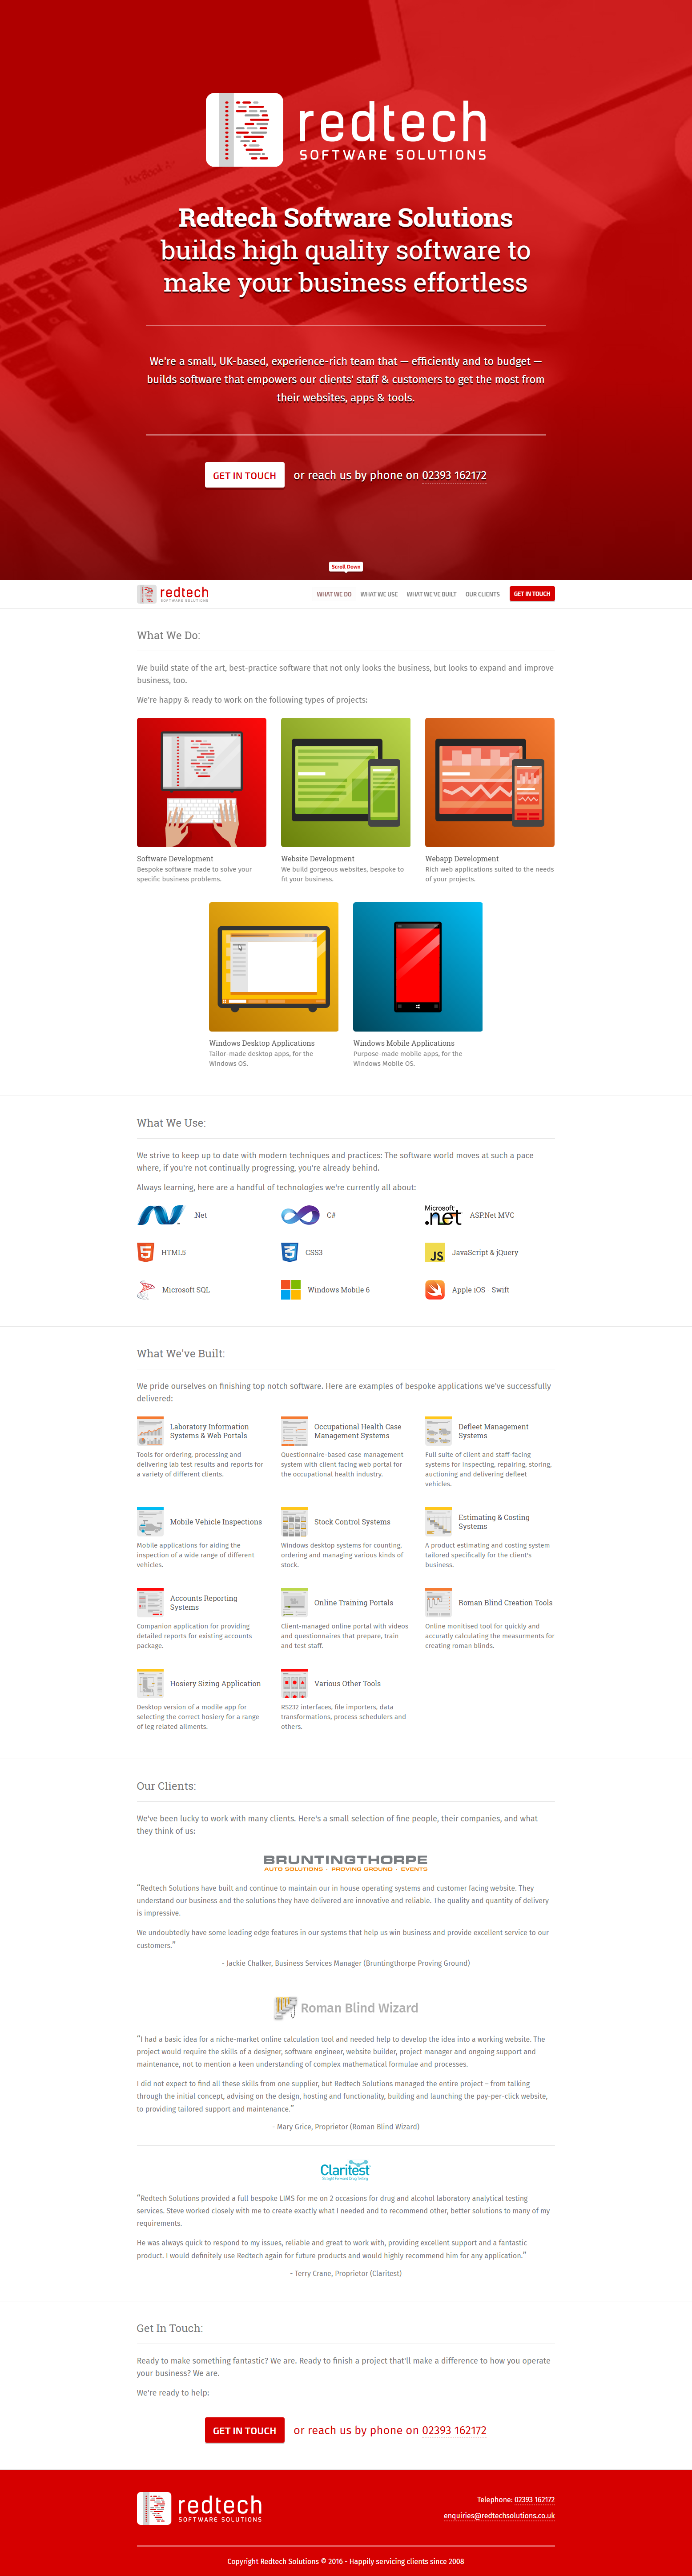 MacBook
redtech
SOFTWARE SOLUTIONS
Redtech Software Solutions
builds high quality software to
make your business effortless
We're a small, UK-based, experience-rich team that — efficiently and to budget —
builds software that empowers our clients' staff & customers to get the most from
their websites, apps & tools.
GET IN TOUCH or reach us by phone on 02393 162172
Scroll Down
redtech
SOFTWARE SOLUTIONS
WHAT WE DO WHAT WE USE WHAT WE'VE BUILT OUR CLIENTS GET IN TOUCH
What We Do:
We build state of the art, best-practice software that not only looks the business, but looks to expand and improve
business, too.
We're happy & ready to work on the following types of projects:
Software Development
Bespoke software made to solve your
specific business problems.
Website Development
We build gorgeous websites, bespoke to
fit your business.
Webapp Development
Rich web applications suited to the needs
of your projects.
Windows Desktop Applications
Tailor-made desktop apps, for the
Windows OS.
Windows Mobile Applications
Purpose-made mobile apps, for the
Windows Mobile OS.
What We Use:
We strive to keep up to date with modern techniques and practices: The software world moves at such a pace
where, if you're not continually progressing, you're already behind.
Always learning, here are a handful of technologies we're currently all about:
.Net
C#
Microsoft
.net
ASP.Net MVC
5
HTML5
3
CSS3
JS
JavaScript & jQuery
Microsoft SQL
Windows Mobile 6
Apple iOS - Swift
What We've Built:
We pride ourselves on finishing top notch software. Here are examples of bespoke applications we've successfully
delivered:
Laboratory Information
Systems & Web Portals
Tools for ordering, processing and
delivering lab test results and reports for
a variety of different clients.
Occupational Health Case
Management Systems
Questionnaire-based case management
system with client facing web portal for
the occupational health industry.
Defleet Management
Systems
Full suite of client and staff-facing
systems for inspecting, repairing, storing,
auctioning and delivering defleet
vehicles.
Mobile Vehicle Inspections
Mobile applications for aiding the
inspection of a wide range of different
vehicles.
Stock Control Systems
Windows desktop systems for counting,
ordering and managing various kinds of
stock.
Estimating & Costing
Systems
A product estimating and costing system
tailored specifically for the client's
business.
Accounts Reporting
Systems
Companion application for providing
detailed reports for existing accounts
package.
Online Training Portals
Client-managed online portal with videos
and questionnaires that prepare, train
and test staff.
Roman Blind Creation Tools
Online monitised tool for quickly and
accuratly calculating the measurments for
creating roman blinds.
Hosiery Sizing Application
Desktop version of a modile app for
selecting the correct hosiery for a range
of leg related ailments.
Various Other Tools
RS232 interfaces, file importers, data
transformations, process schedulers and
others.
Our Clients:
We've been lucky to work with many clients. Here's a small selection of fine people, their companies, and what
they think of us:
BRUNTINGTHORPE
AUTO SOLUTIONS - PROVING GROUND - EVENTS
"Redtech Solutions have built and continue to maintain our in house operating systems and customer facing website. They
understand our business and the solutions they have delivered are innovative and reliable. The quality and quantity of delivery
is impressive.
We undoubtedly have some leading edge features in our systems that help us win business and provide excellent service to our
customers."
- Jackie Chalker, Business Services Manager (Bruntingthorpe Proving Ground)
Roman Blind Wizard
"I had a basic idea for a niche-market online calculation tool and needed help to develop the idea into a working website. The
project would require the skills of a designer, software engineer, website builder, project manager and ongoing support and
maintenance, not to mention a keen understanding of complex mathematical formulae and processes.
I did not expect to find all these skills from one supplier, but Redtech Solutions managed the entire project – from talking
through the initial concept, advising on the design, hosting and functionality, building and launching the pay-per-click website,
to providing tailored support and maintenance."
- Mary Grice, Proprietor (Roman Blind Wizard)
Claritest
Straight Forward Drug Testing
"Redtech Solutions provided a full bespoke LIMS for me on 2 occasions for drug and alcohol laboratory analytical testing
services. Steve worked closely with me to create exactly what I needed and to recommend other, better solutions to many of my
requirements.
He was always quick to respond to my issues, reliable and great to work with, providing excellent support and a fantastic
product. I would definitely use Redtech again for future products and would highly recommend him for any application."
- Terry Crane, Proprietor (Claritest)
Get In Touch:
Ready to make something fantastic? We are. Ready to finish a project that'll make a difference to how you operate
your business? We are.
We're ready to help:
GET IN TOUCH or reach us by phone on 02393 162172
redtech
SOFTWARE SOLUTIONS
Telephone: 02393 162172
enquiries@redtechsolutions.co.uk
Copyright Redtech Solutions © 2016 - Happily servicing clients since 2008